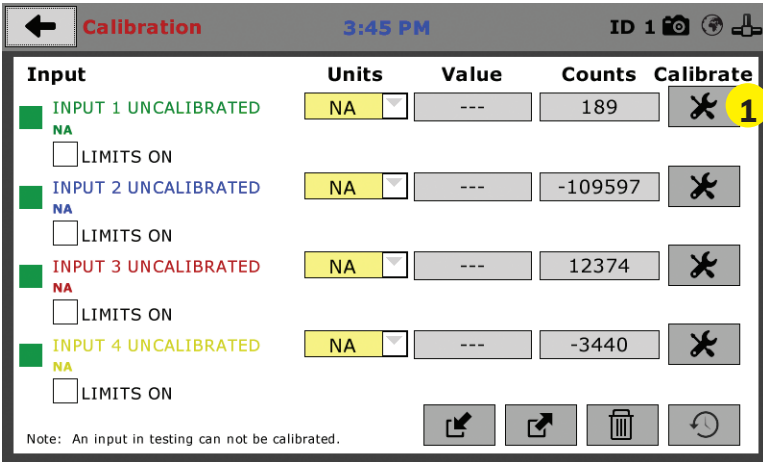 Calibration 3:45 PM ID 1
Input Units Value Counts Calibrate
INPUT 1 UNCALIBRATED NA --- 189 1
NA
LIMITS ON
INPUT 2 UNCALIBRATED NA --- -109597
NA
LIMITS ON
INPUT 3 UNCALIBRATED NA --- 12374
NA
LIMITS ON
INPUT 4 UNCALIBRATED NA --- -3440
NA
LIMITS ON
Note: An input in testing can not be calibrated.